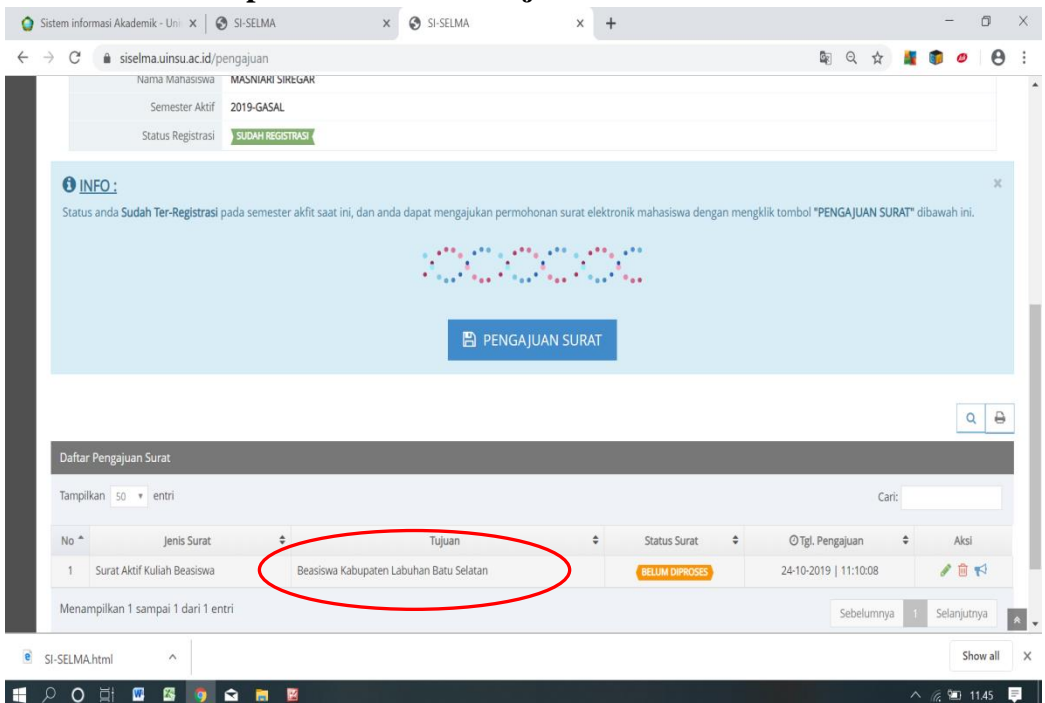 Sistem informasi Akademik - Uni
SI-SELMA
SI-SELMA
siselma.uinsu.ac.id/pengajuan
Nama Mahasiswa MASNIARI SIREGAR
Semester Aktif 2019-GASAL
Status Registrasi SUDAH REGISTRASI
INFO :
Status anda Sudah Ter-Registrasi pada semester akfit saat ini, dan anda dapat mengajukan permohonan surat elektronik mahasiswa dengan mengklik tombol "PENGAJUAN SURAT" dibawah ini.
PENGAJUAN SURAT
Daftar Pengajuan Surat
Tampilkan 50 entri Cari:
No Jenis Surat Tujuan Status Surat Tgl. Pengajuan Aksi
1 Surat Aktif Kuliah Beasiswa Beasiswa Kabupaten Labuhan Batu Selatan BELUM DIPROSES 24-10-2019 | 11:10:08
Menampilkan 1 sampai 1 dari 1 entri Sebelumnya 1 Selanjutnya
SI-SELMA.html Show all
11.45